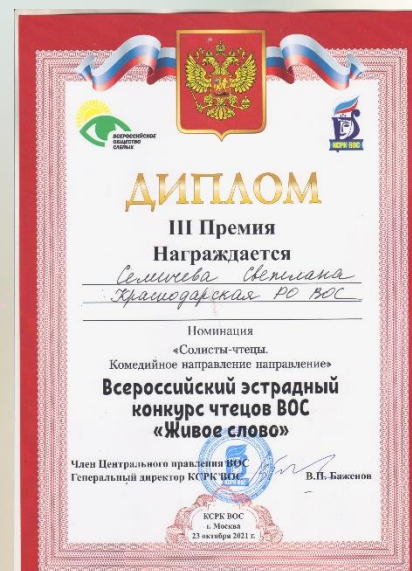 ВСЕРОССИЙСКОЕ
ОБЩЕСТВО
СЛЕПЫХ
КСРК ВОС
ДИПЛОМ
III Премия
Награждается
Семичева Светлана
Краснодарская РО ВОС
Номинация
«Солисты-чтецы.
Комедийное направление направление»
Всероссийский эстрадный
конкурс чтецов ВОС
«Живое слово»
Член Центрального правления ВОС
Генеральный директор КСРК ВОС В.П. Баженов
КСРК ВОС
г. Москва
23 октября 2021 г.